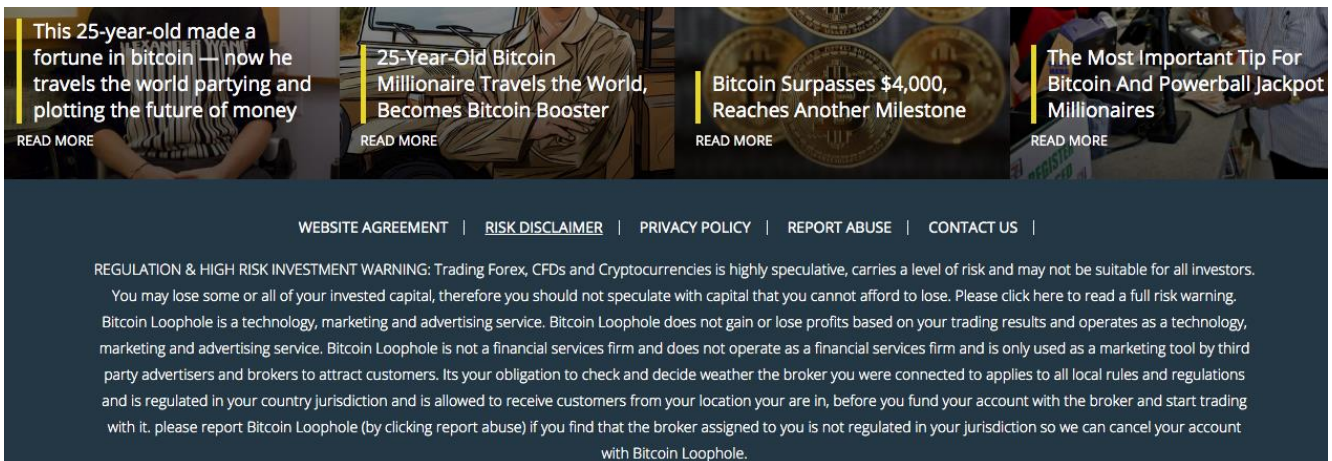 This 25-year-old made a
fortune in bitcoin — now he
travels the world partying and
plotting the future of money
READ MORE
25-Year-Old Bitcoin
Millionaire Travels the World,
Becomes Bitcoin Booster
READ MORE
Bitcoin Surpasses $4,000,
Reaches Another Milestone
READ MORE
The Most Important Tip For
Bitcoin And Powerball Jackpot
Millionaires
READ MORE
WEBSITE AGREEMENT | RISK DISCLAIMER | PRIVACY POLICY | REPORT ABUSE | CONTACT US |
REGULATION & HIGH RISK INVESTMENT WARNING: Trading Forex, CFDs and Cryptocurrencies is highly speculative, carries a level of risk and may not be suitable for all investors.
You may lose some or all of your invested capital, therefore you should not speculate with capital that you cannot afford to lose. Please click here to read a full risk warning.
Bitcoin Loophole is a technology, marketing and advertising service. Bitcoin Loophole does not gain or lose profits based on your trading results and operates as a technology,
marketing and advertising service. Bitcoin Loophole is not a financial services firm and does not operate as a financial services firm and is only used as a marketing tool by third
party advertisers and brokers to attract customers. Its your obligation to check and decide weather the broker you were connected to applies to all local rules and regulations
and is regulated in your country jurisdiction and is allowed to receive customers from your location your are in, before you fund your account with the broker and start trading
with it. please report Bitcoin Loophole (by clicking report abuse) if you find that the broker assigned to you is not regulated in your jurisdiction so we can cancel your account
with Bitcoin Loophole.